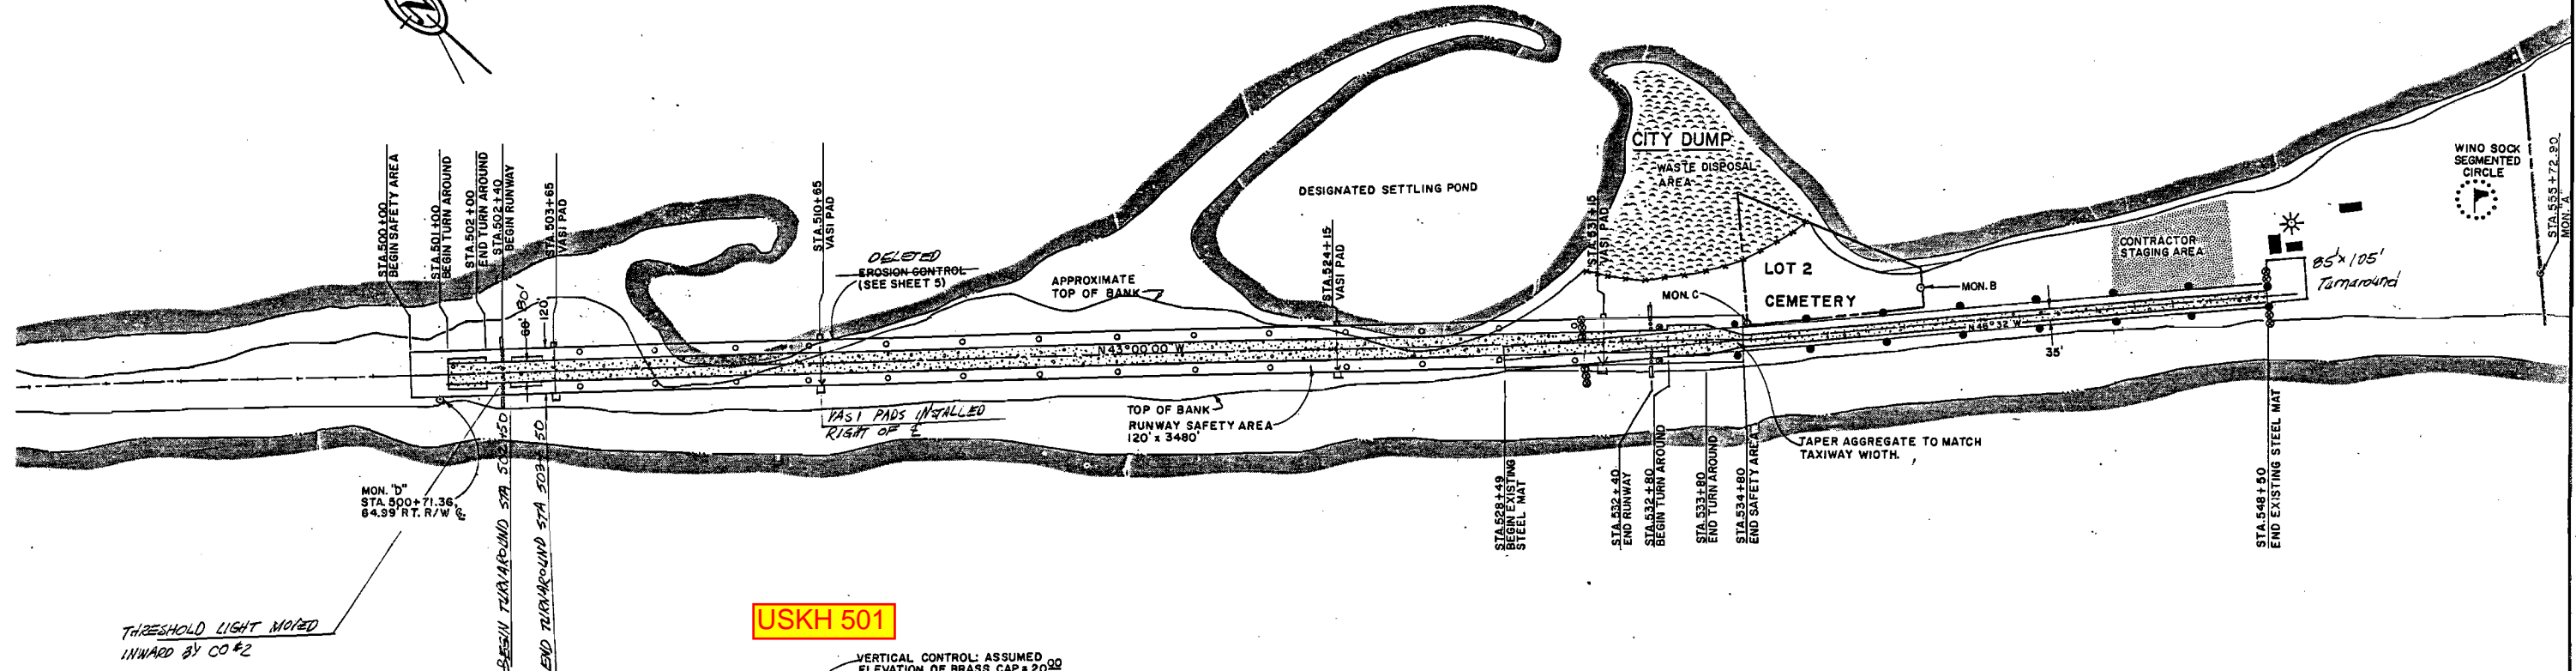 N
STA.500+00
BEGIN SAFETY AREA
STA.501+00
BEGIN TURN AROUND
STA.502+00
END TURN AROUND
STA.502+40
BEGIN RUNWAY
STA.503+65
VASI PAD
60'
80'
120'
STA.510+65
VASI PAD
DELETED
EROSION CONTROL
(SEE SHEET 5)
APPROXIMATE
TOP OF BANK
DESIGNATED SETTLING POND
STA.524+15
VASI PAD
STA.531+15
VASI PAD
CITY DUMP
WASTE DISPOSAL
AREA
LOT 2
CEMETERY
MON. C
MON. B
CONTRACTOR
STAGING AREA
85'x105'
Turnaround
WIND SOCK
SEGMENTED
CIRCLE
STA.555+72.90
MON."A"
N43°00'00"W
N46°32'W
35'
MON. "D"
STA.500+71.36,
64.99' RT. R/W ℄
BEGIN TURNAROUND STA 502+50
END TURNAROUND STA 503+50
VASI PADS INSTALLED
RIGHT OF ℄
TOP OF BANK
RUNWAY SAFETY AREA
120' x 3480'
STA.528+49
BEGIN EXISTING
STEEL MAT
STA.532+40
END RUNWAY
STA.532+80
BEGIN TURN AROUND
STA.533+80
END TURN AROUND
STA.534+80
END SAFETY AREA
TAPER AGGREGATE TO MATCH
TAXIWAY WIDTH.
STA.548+50
END EXISTING STEEL MAT
THRESHOLD LIGHT MOVED
INWARD BY CO #2
USKH 501
VERTICAL CONTROL: ASSUMED
ELEVATION OF BRASS CAP = 20.00